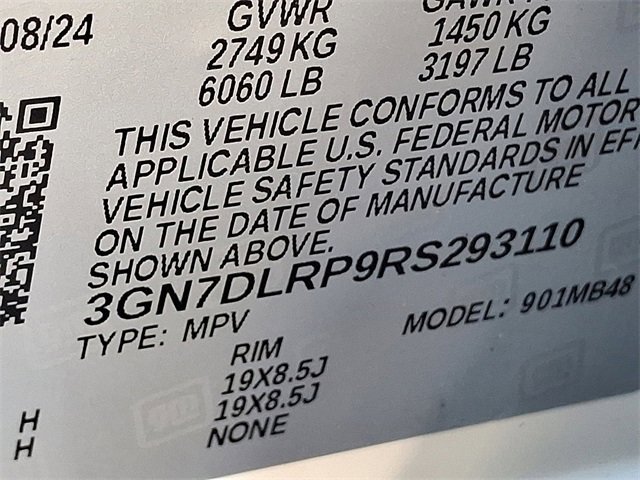 08/24
GVWR
2749 KG
1450 KG
6060 LB
3197 LB
THIS VEHICLE CONFORMS TO ALL
APPLICABLE U.S. FEDERAL MOTOR
VEHICLE SAFETY STANDARDS IN
ON THE DATE OF MANUFACTURE
SHOWN ABOVE.
3GN7DLRP9RS293110
TYPE: MPV
MODEL: 901MB48
RIM
19X8.5J
19X8.5J
H
H
NONE